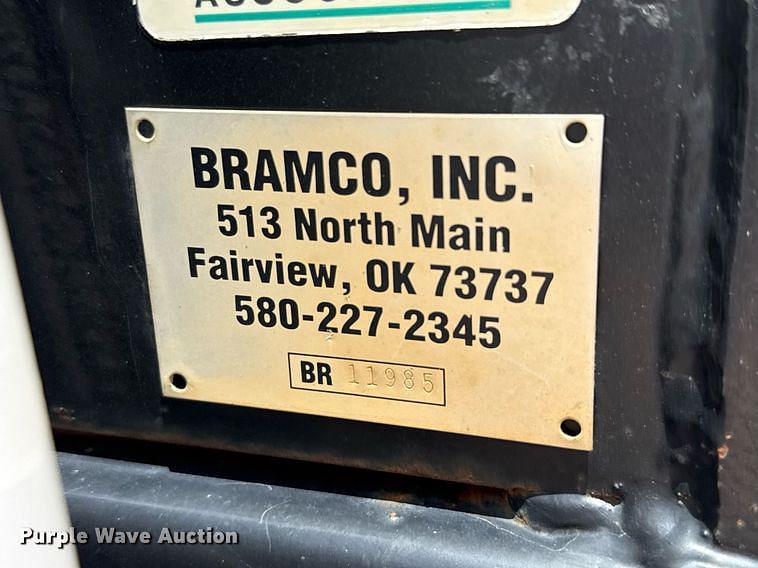 BRAMCO, INC.
513 North Main
Fairview, OK 73737
580-227-2345
BR 11985
Purple Wave Auction